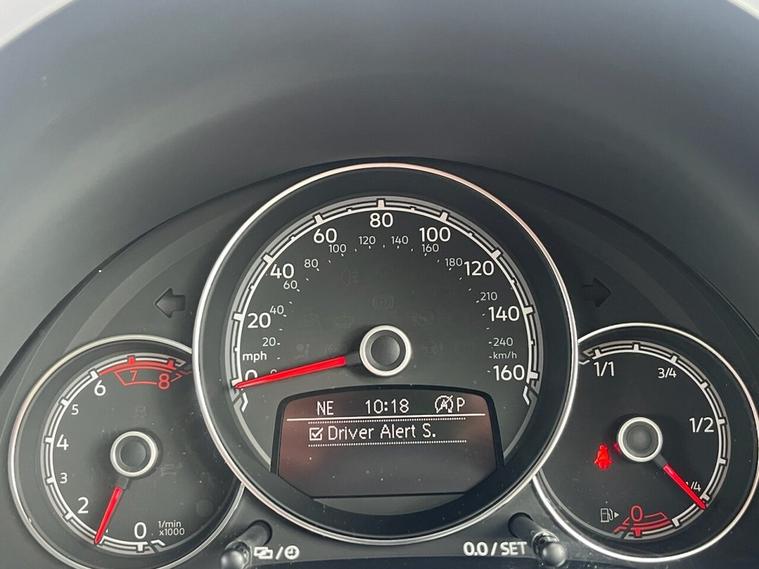 80
60 100
100 120 140 160
40 80 180 120
60
20 40 210 140
20 240
mph km/h
0 160
NE 10:18 A P
Driver Alert S.
6 7 8
5
4
3
2
0 1/min
x1000
1/1 3/4
1/2
1/4
0
0.0 / SET